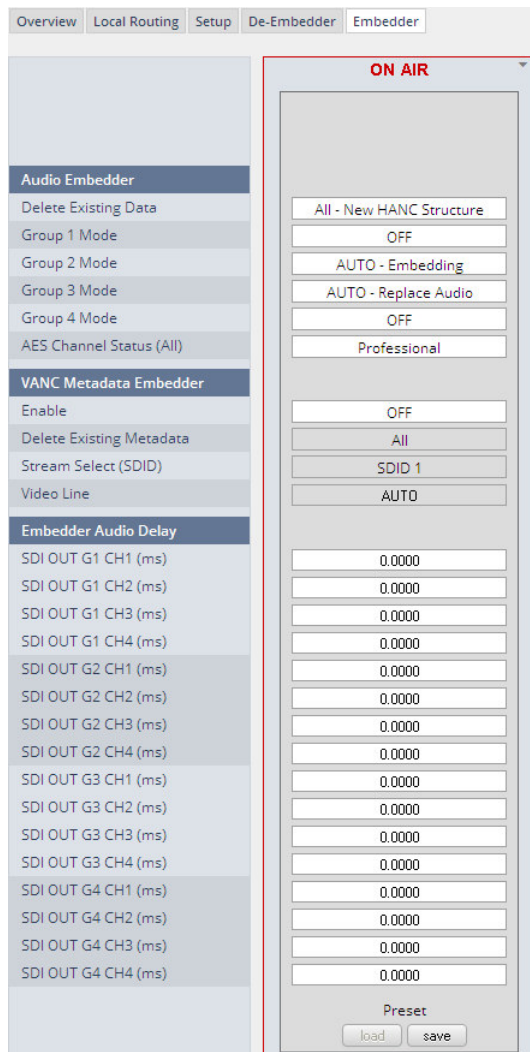 Overview Local Routing Setup De-Embedder Embedder
ON AIR
Audio Embedder
Delete Existing Data All - New HANC Structure
Group 1 Mode OFF
Group 2 Mode AUTO - Embedding
Group 3 Mode AUTO - Replace Audio
Group 4 Mode OFF
AES Channel Status (All) Professional
VANC Metadata Embedder
Enable OFF
Delete Existing Metadata All
Stream Select (SDID) SDID 1
Video Line AUTO
Embedder Audio Delay
SDI OUT G1 CH1 (ms) 0.0000
SDI OUT G1 CH2 (ms) 0.0000
SDI OUT G1 CH3 (ms) 0.0000
SDI OUT G1 CH4 (ms) 0.0000
SDI OUT G2 CH1 (ms) 0.0000
SDI OUT G2 CH2 (ms) 0.0000
SDI OUT G2 CH3 (ms) 0.0000
SDI OUT G2 CH4 (ms) 0.0000
SDI OUT G3 CH1 (ms) 0.0000
SDI OUT G3 CH2 (ms) 0.0000
SDI OUT G3 CH3 (ms) 0.0000
SDI OUT G3 CH4 (ms) 0.0000
SDI OUT G4 CH1 (ms) 0.0000
SDI OUT G4 CH2 (ms) 0.0000
SDI OUT G4 CH3 (ms) 0.0000
SDI OUT G4 CH4 (ms) 0.0000
Preset
load save